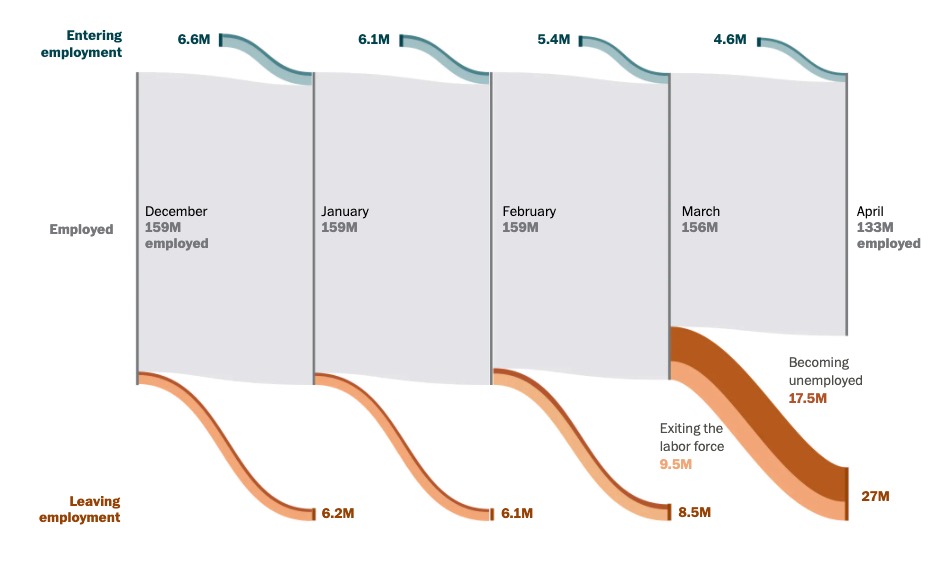 Entering
employment
6.6M
6.1M
5.4M
4.6M
Employed
December
159M
employed
January
159M
February
159M
March
156M
April
133M
employed
Becoming
unemployed
17.5M
Exiting the
labor force
9.5M
Leaving
employment
6.2M
6.1M
8.5M
27M